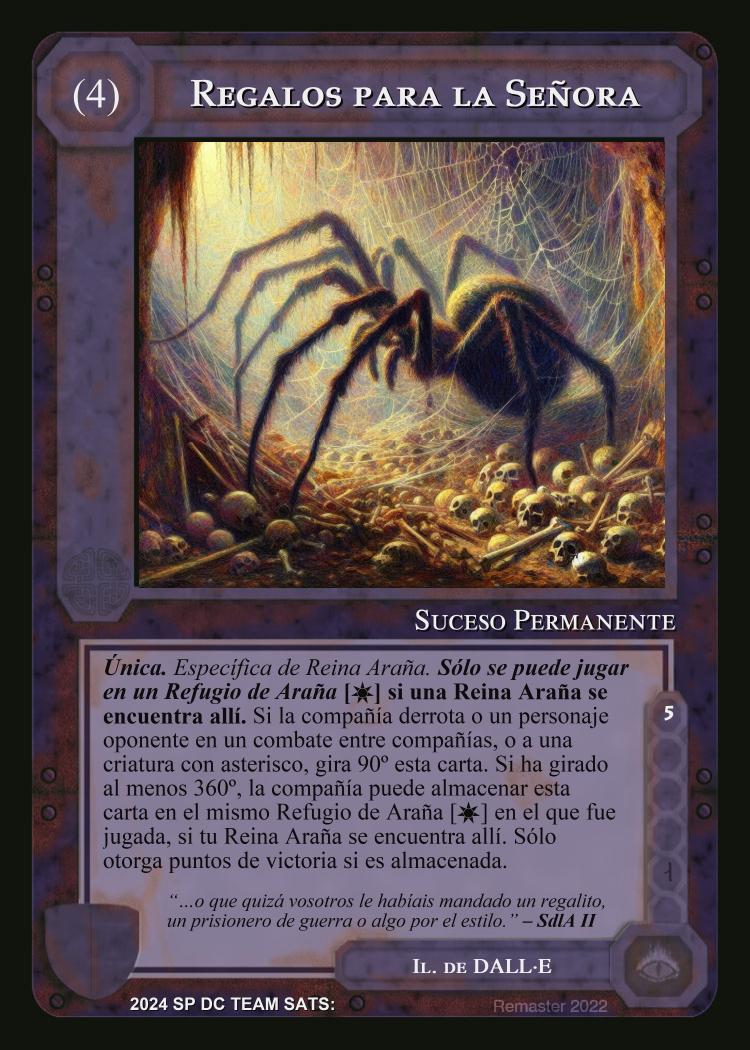 (4)
Regalos para la Señora
Suceso Permanente
Única. Específica de Reina Araña. Sólo se puede jugar
en un Refugio de Araña [✷] si una Reina Araña se
encuentra allí. Si la compañía derrota o un personaje
oponente en un combate entre compañías, o a una
criatura con asterisco, gira 90º esta carta. Si ha girado
al menos 360º, la compañía puede almacenar esta
carta en el mismo Refugio de Araña [✷] en el que fue
jugada, si tu Reina Araña se encuentra allí. Sólo
otorga puntos de victoria si es almacenada.
5
“...o que quizá vosotros le habíais mandado un regalito,
un prisionero de guerra o algo por el estilo.” – SdlA II
Il. de DALL·E
2024 SP DC TEAM SATS:
Remaster 2022